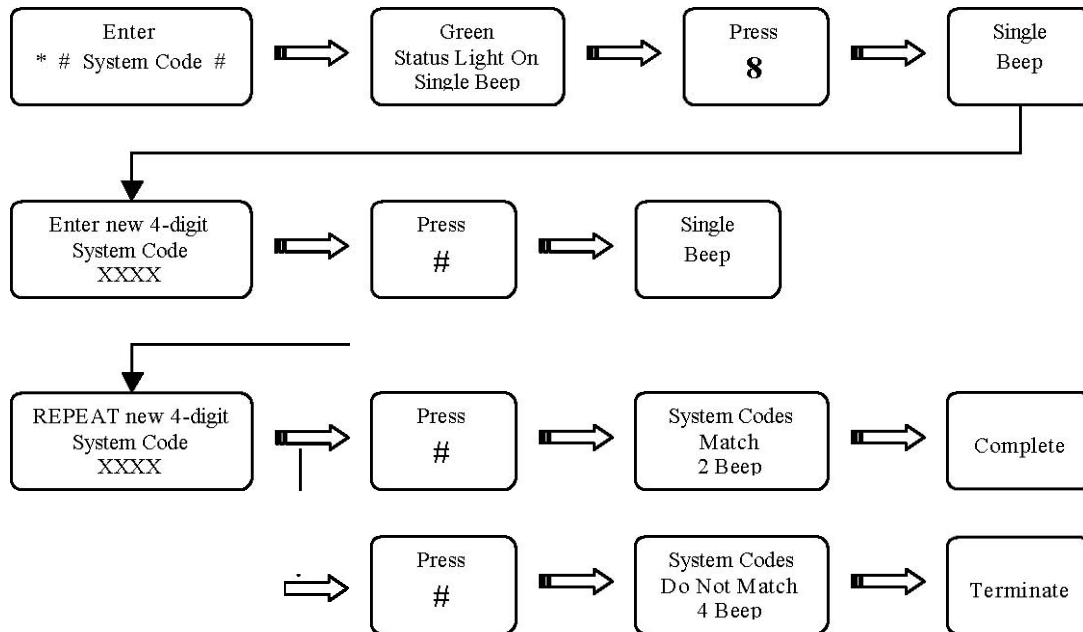 Enter
* # System Code #
Green
Status Light On
Single Beep
Press
8
Single
Beep
Enter new 4-digit
System Code
XXXX
Press
#
Single
Beep
REPEAT new 4-digit
System Code
XXXX
Press
#
System Codes
Match
2 Beep
Complete
Press
#
System Codes
Do Not Match
4 Beep
Terminate